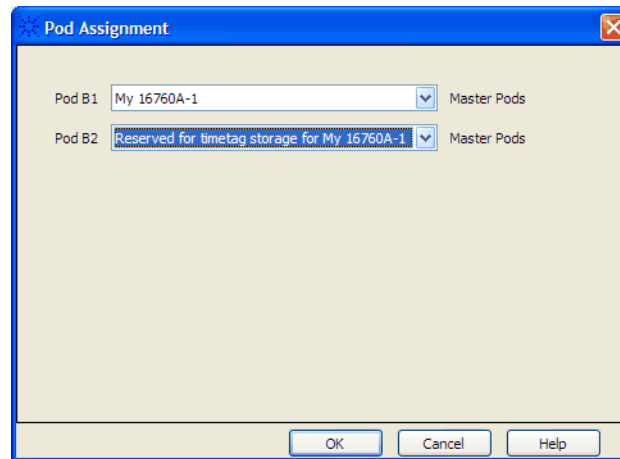 Pod Assignment
Pod B1 My 16760A-1 Master Pods
Pod B2 Reserved for timetag storage for My 16760A-1 Master Pods
OK Cancel Help